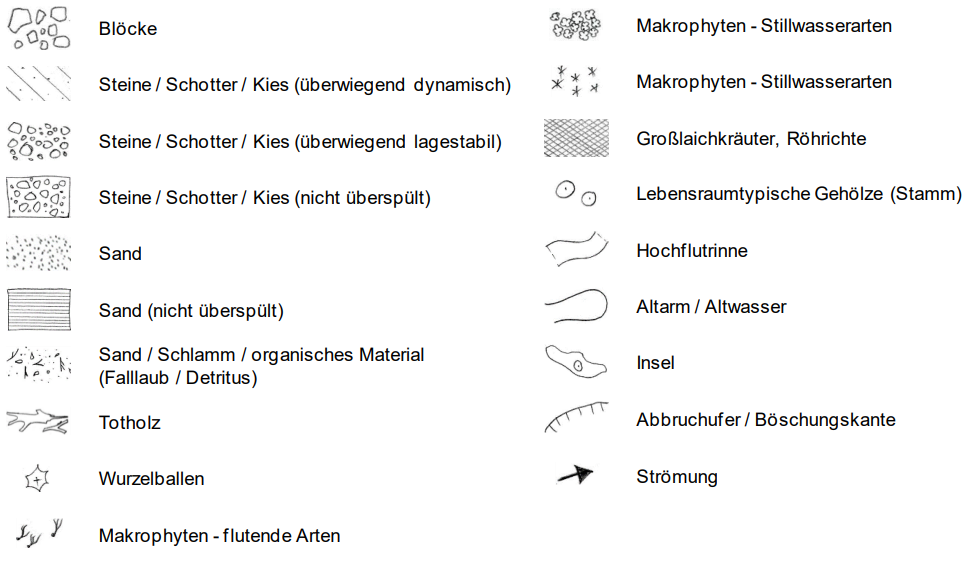 Blöcke
Steine / Schotter / Kies (überwiegend dynamisch)
Steine / Schotter / Kies (überwiegend lagestabil)
Steine / Schotter / Kies (nicht überspült)
Sand
Sand (nicht überspült)
Sand / Schlamm / organisches Material
(Falllaub / Detritus)
Totholz
Wurzelballen
Makrophyten - flutende Arten
Makrophyten - Stillwasserarten
Makrophyten - Stillwasserarten
Großlaichkräuter, Röhrichte
Lebensraumtypische Gehölze (Stamm)
Hochflutrinne
Altarm / Altwasser
Insel
Abbruchufer / Böschungskante
Strömung